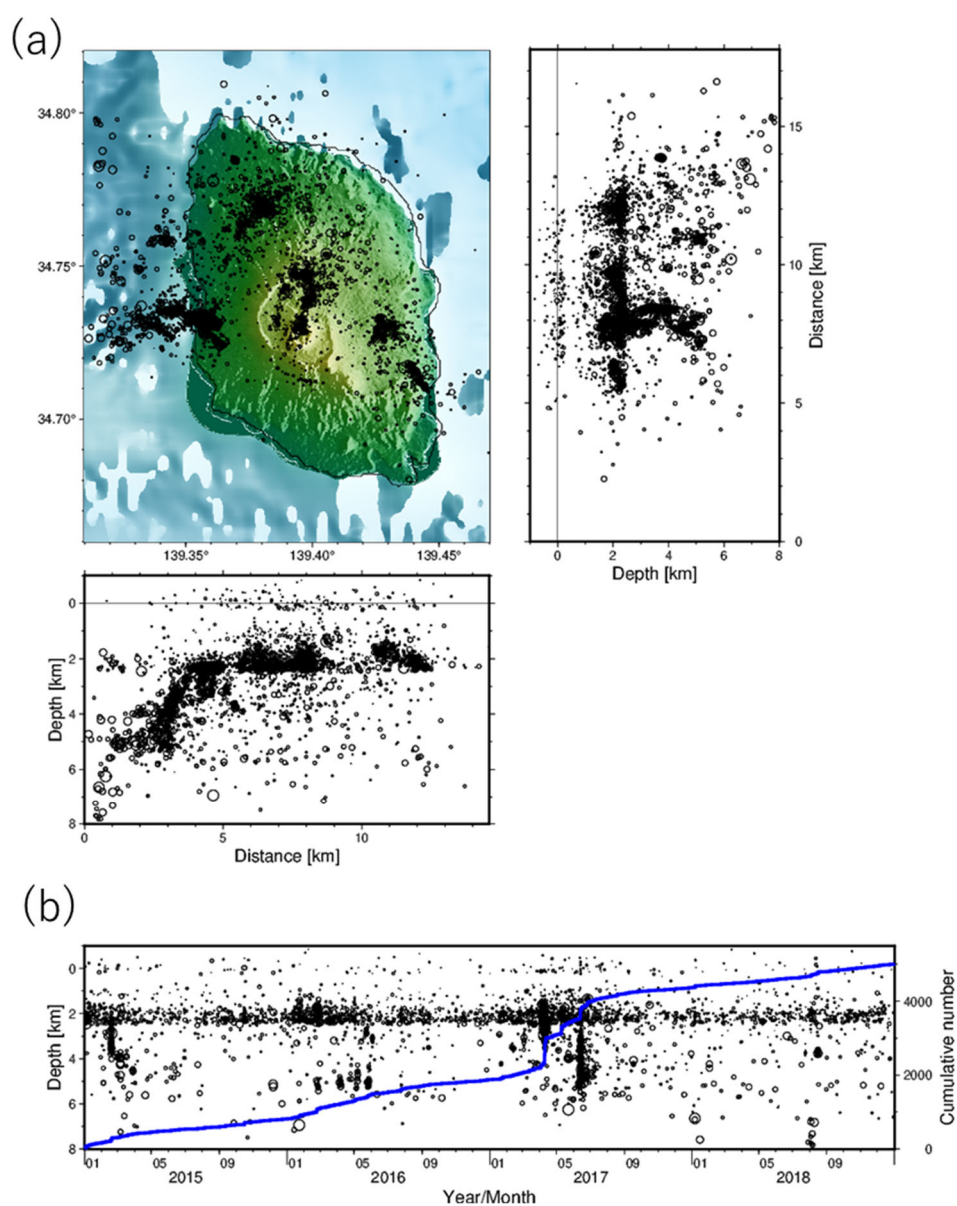 (a)
34.80°
34.75°
34.70°
139.35° 139.40° 139.45°
15
10
5
0
Distance [km]
0 2 4 6 8
Depth [km]
0
2
4
6
8
Depth [km]
0 5 10
Distance [km]
(b)
0
2
4
6
8
Depth [km]
4000
2000
0
Cumulative number
01 05 09 01 05 09 01 05 09 01 05 09
2015 2016 2017 2018
Year/Month